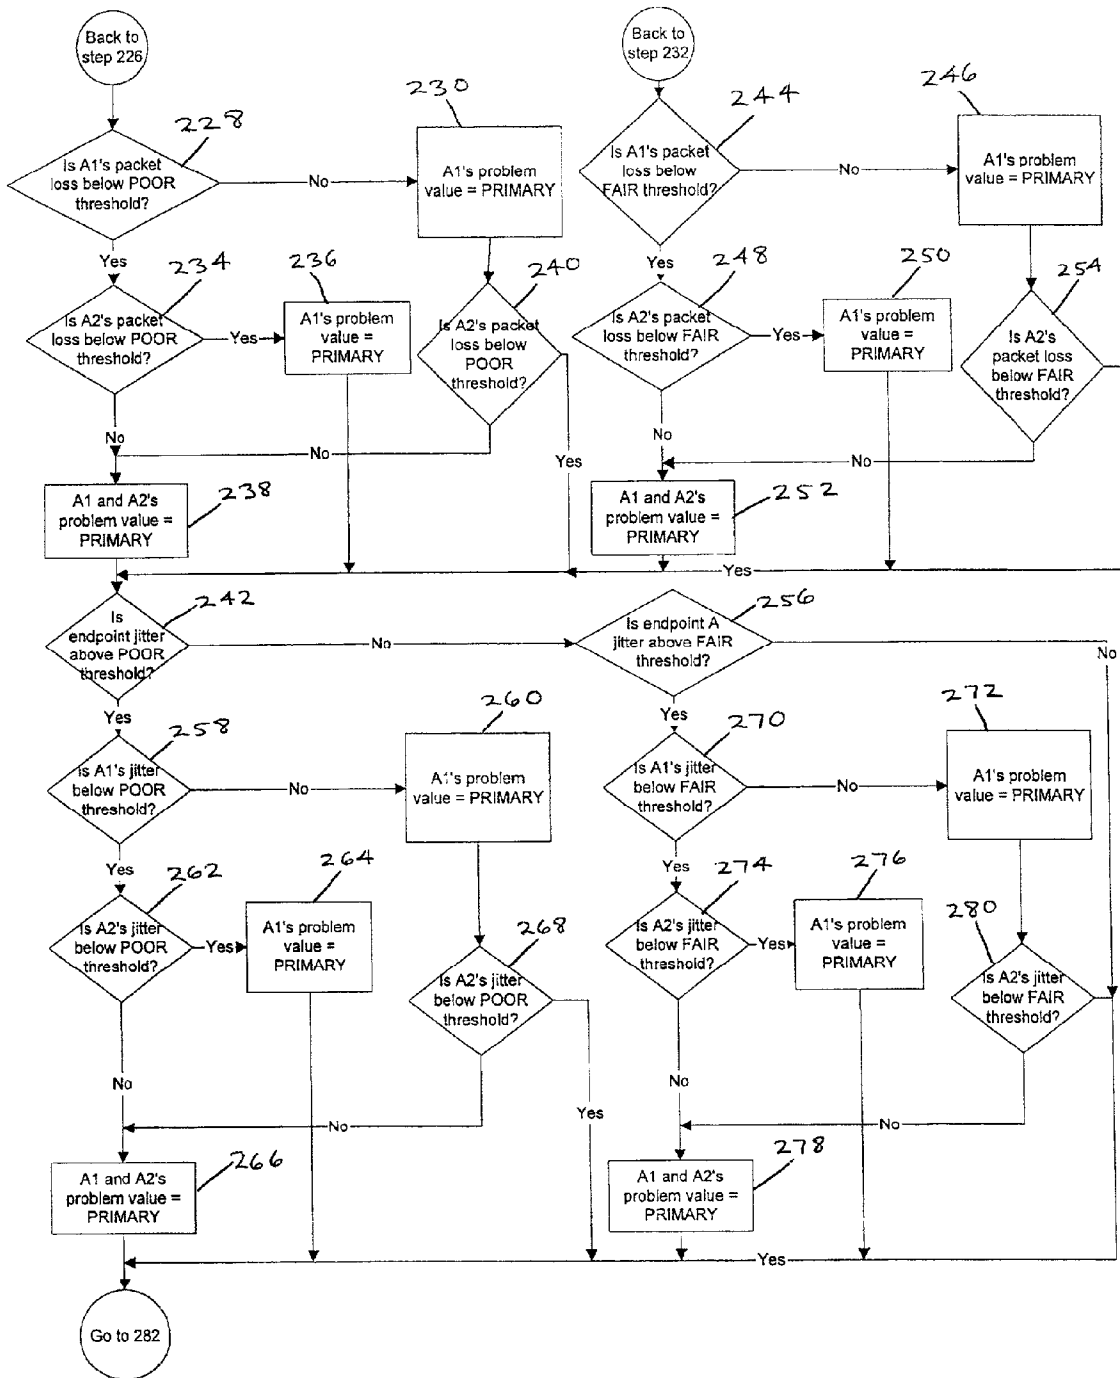 Back to
step 226
Back to
step 232
228
Is A1's packet
loss below POOR
threshold?
No
230
A1's problem
value = PRIMARY
244
Is A1's packet
loss below
FAIR threshold?
No
246
A1's problem
value = PRIMARY
Yes
234
Is A2's packet
loss below POOR
threshold?
Yes
236
A1's problem
value =
PRIMARY
240
Is A2's packet
loss below
POOR
threshold?
Yes
248
Is A2's packet
loss below FAIR
threshold?
Yes
250
A1's problem
value =
PRIMARY
254
Is A2's
packet loss
below FAIR
threshold?
No
No
Yes
No
No
238
A1 and A2's
problem value =
PRIMARY
252
A1 and A2's
problem value =
PRIMARY
Yes
242
Is
endpoint jitter
above POOR
threshold?
No
256
Is endpoint A
jitter above FAIR
threshold?
No
Yes
258
Is A1's jitter
below POOR
threshold?
No
260
A1's problem
value = PRIMARY
Yes
270
Is A1's jitter
below FAIR
threshold?
No
272
A1's problem
value = PRIMARY
Yes
262
Is A2's jitter
below POOR
threshold?
Yes
264
A1's problem
value =
PRIMARY
268
Is A2's jitter
below POOR
threshold?
Yes
274
Is A2's jitter
below FAIR
threshold?
Yes
276
A1's problem
value =
PRIMARY
280
Is A2's jitter
below FAIR
threshold?
No
No
Yes
No
No
266
A1 and A2's
problem value =
PRIMARY
278
A1 and A2's
problem value =
PRIMARY
Yes
Go to 282